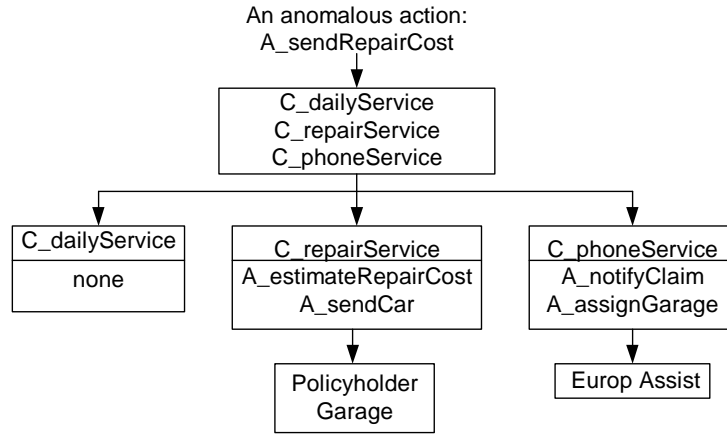 An anomalous action:
A_sendRepairCost
C_dailyService
C_repairService
C_phoneService
C_dailyService
none
C_repairService
A_estimateRepairCost
A_sendCar
C_phoneService
A_notifyClaim
A_assignGarage
Policyholder
Garage
Europ Assist